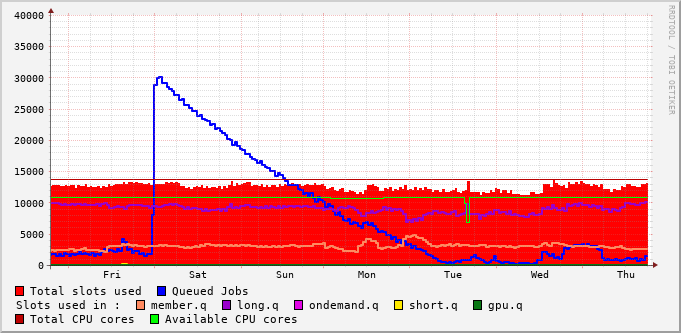 40000
35000
30000
25000
20000
15000
10000
5000
0
Fri Sat Sun Mon Tue Wed Thu
RRDTOOL / TOBI OETIKER
Total slots used Queued Jobs
Slots used in : member.q long.q ondemand.q short.q gpu.q
Total CPU cores Available CPU cores